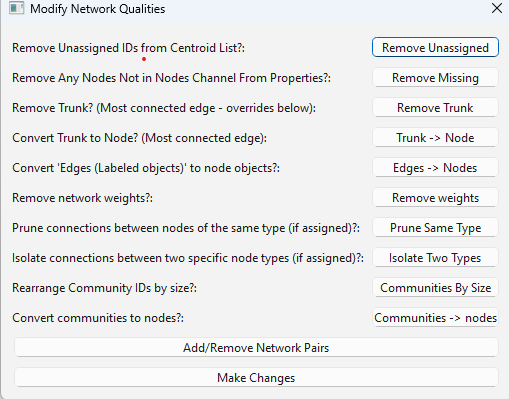 Modify Network Qualities
Remove Unassigned IDs from Centroid List?: Remove Unassigned
Remove Any Nodes Not in Nodes Channel From Properties?: Remove Missing
Remove Trunk? (Most connected edge - overrides below): Remove Trunk
Convert Trunk to Node? (Most connected edge): Trunk -> Node
Convert 'Edges (Labeled objects)' to node objects?: Edges -> Nodes
Remove network weights?: Remove weights
Prune connections between nodes of the same type (if assigned)?: Prune Same Type
Isolate connections between two specific node types (if assigned)?: Isolate Two Types
Rearrange Community IDs by size?: Communities By Size
Convert communities to nodes?: Communities -> nodes
Add/Remove Network Pairs
Make Changes